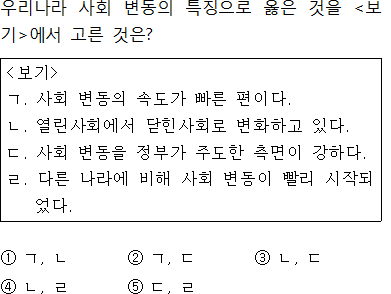 우리나라 사회 변동의 특징으로 옳은 것을 <보
기>에서 고른 것은?
<보기>
ㄱ. 사회 변동의 속도가 빠른 편이다.
ㄴ. 열린사회에서 닫힌사회로 변화하고 있다.
ㄷ. 사회 변동을 정부가 주도한 측면이 강하다.
ㄹ. 다른 나라에 비해 사회 변동이 빨리 시작되
었다.
① ㄱ, ㄴ ② ㄱ, ㄷ ③ ㄴ, ㄷ
④ ㄴ, ㄹ ⑤ ㄷ, ㄹ